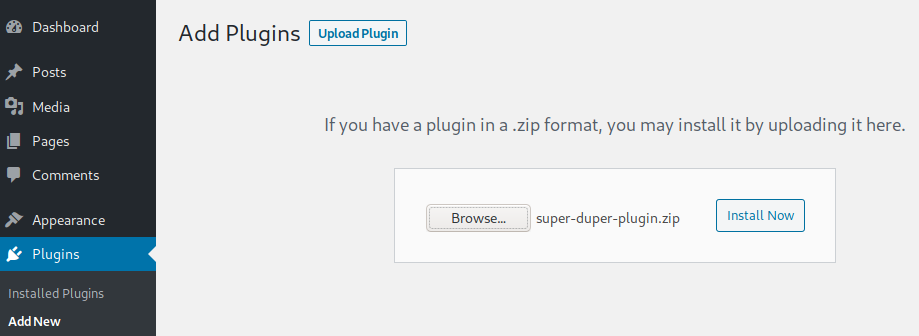 Dashboard
Posts
Media
Pages
Comments
Appearance
Plugins
Installed Plugins
Add New
Add Plugins Upload Plugin
If you have a plugin in a .zip format, you may install it by uploading it here.
Browse... super-duper-plugin.zip Install Now